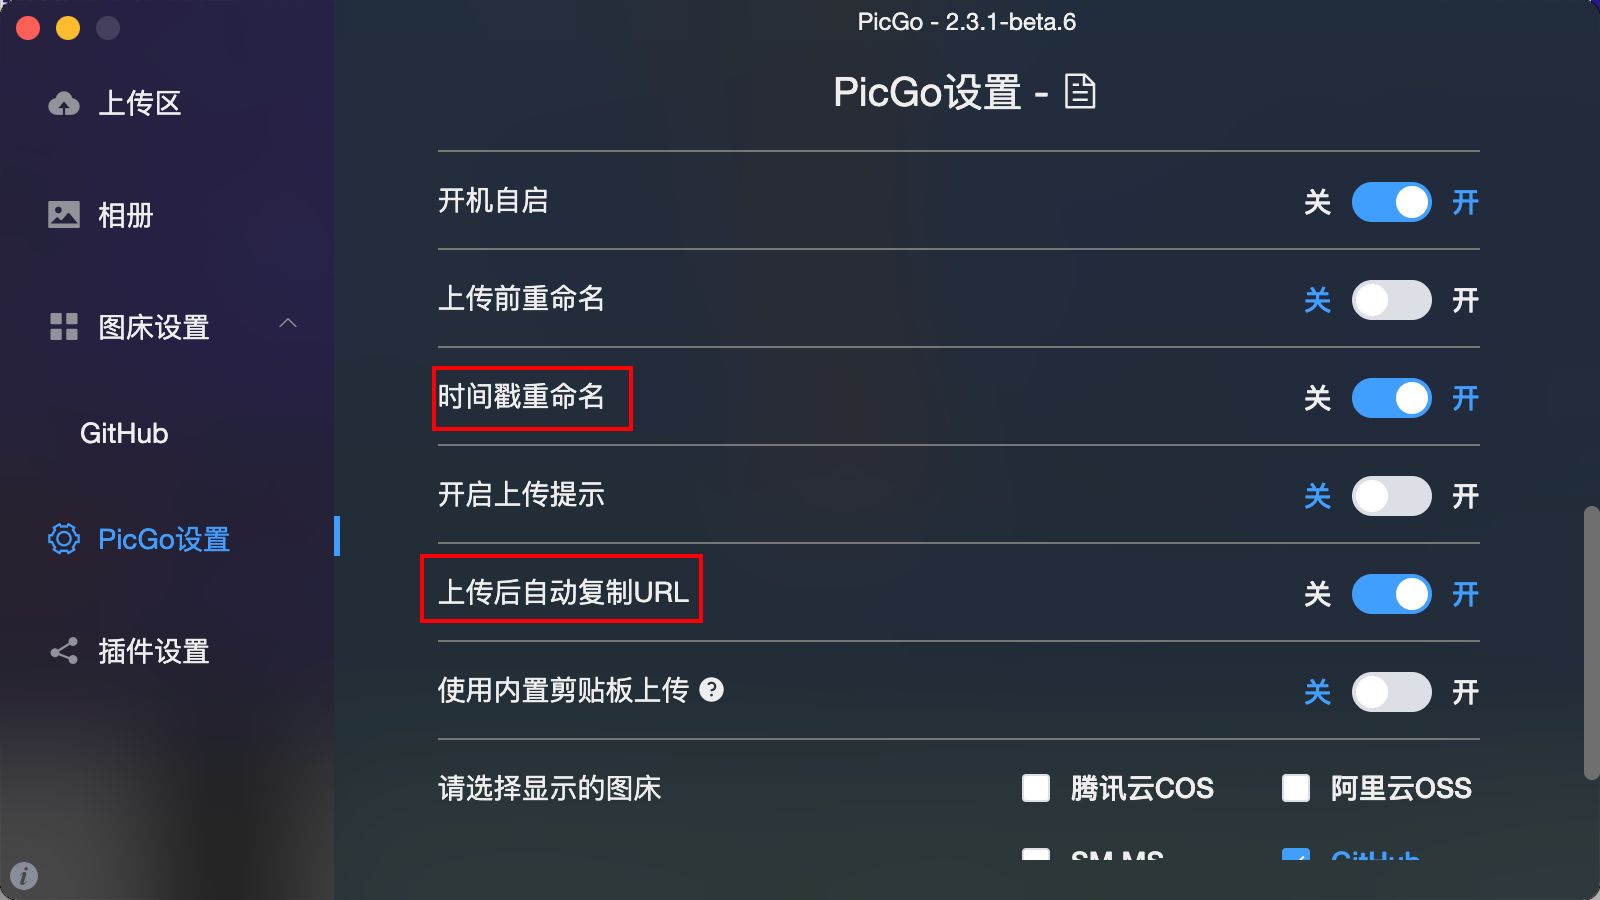 PicGo - 2.3.1-beta.6
上传区
相册
图床设置
GitHub
PicGo设置
插件设置
PicGo设置 -
开机自启 关 开
上传前重命名 关 开
时间戳重命名 关 开
开启上传提示 关 开
上传后自动复制URL 关 开
使用内置剪贴板上传 ? 关 开
请选择显示的图床 腾讯云COS 阿里云OSS
SM.MS GitHub